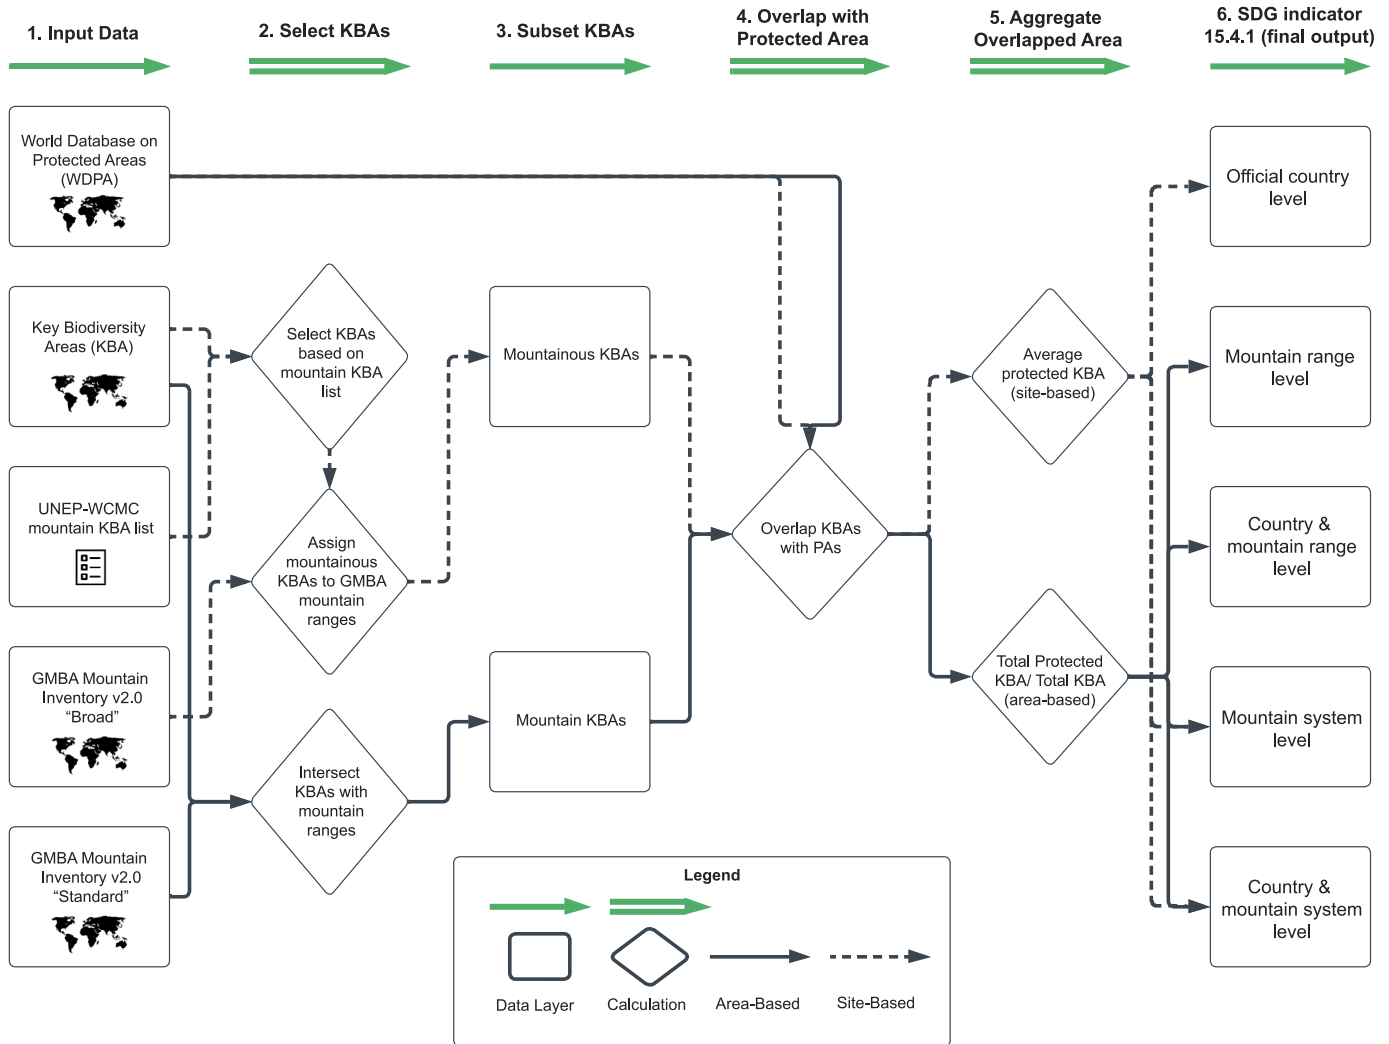 1. Input Data
2. Select KBAs
3. Subset KBAs
4. Overlap with
Protected Area
5. Aggregate
Overlapped Area
6. SDG indicator
15.4.1 (final output)
World Database on
Protected Areas
(WDPA)
Key Biodiversity
Areas (KBA)
UNEP-WCMC
mountain KBA list
GMBA Mountain
Inventory v2.0
“Broad”
GMBA Mountain
Inventory v2.0
“Standard”
Select KBAs
based on
mountain KBA
list
Assign
mountainous
KBAs to GMBA
mountain
ranges
Intersect
KBAs with
mountain
ranges
Mountainous KBAs
Mountain KBAs
Overlap KBAs
with PAs
Average
protected KBA
(site-based)
Total Protected
KBA/ Total KBA
(area-based)
Official country
level
Mountain range
level
Country &
mountain range
level
Mountain system
level
Country &
mountain system
level
Legend
Data Layer
Calculation
Area-Based
Site-Based